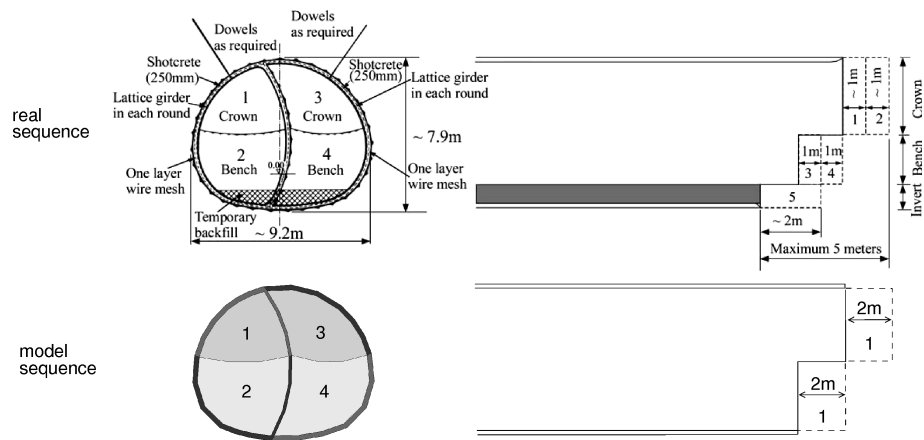 real
sequence
Dowels
as required
Dowels
as required
Shotcrete
(250mm)
Shotcrete
(250mm)
Lattice girder
in each round
Lattice girder
in each round
1
Crown
3
Crown
2
Bench
4
Bench
0.00
One layer
wire mesh
One layer
wire mesh
Temporary
backfill
~ 7.9m
~ 9.2m
~ 1m
~ 1m
1
2
Crown
1m
1m
3
4
Bench
5
Invert
~ 2m
Maximum 5 meters
model
sequence
1
3
2
4
2m
1
2m
1